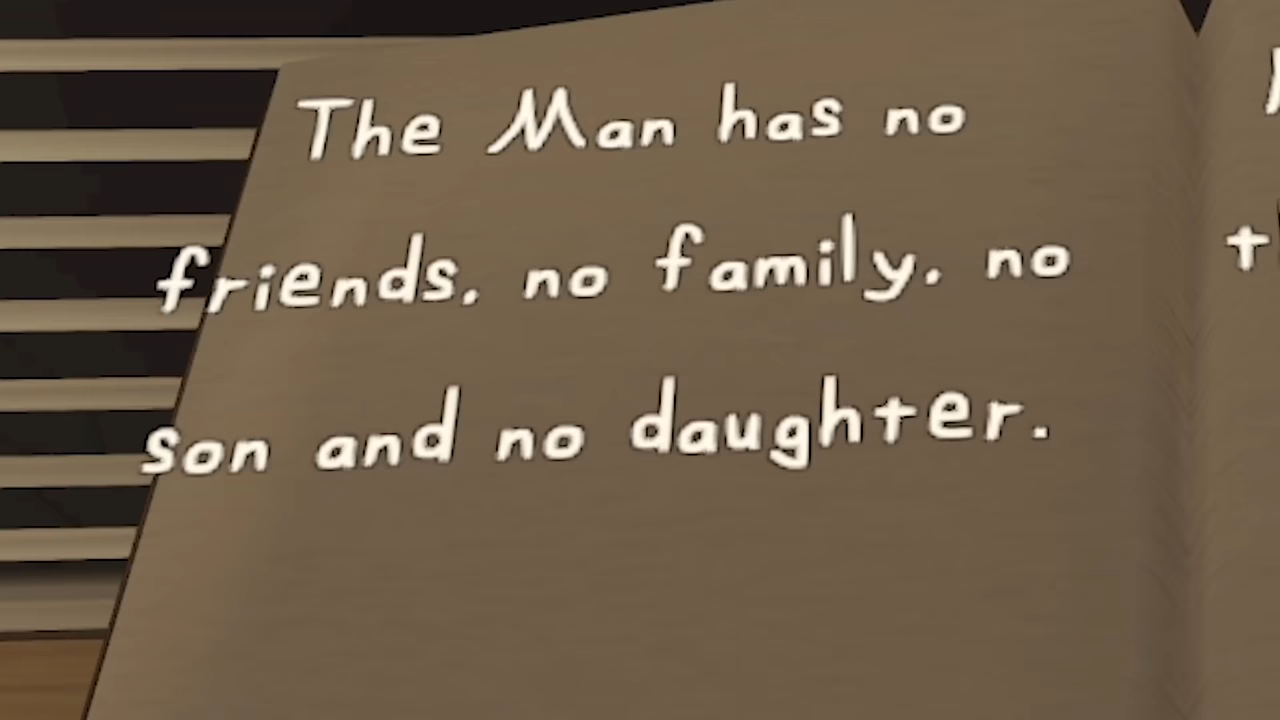 The Man has no
friends, no family, no
son and no daughter.